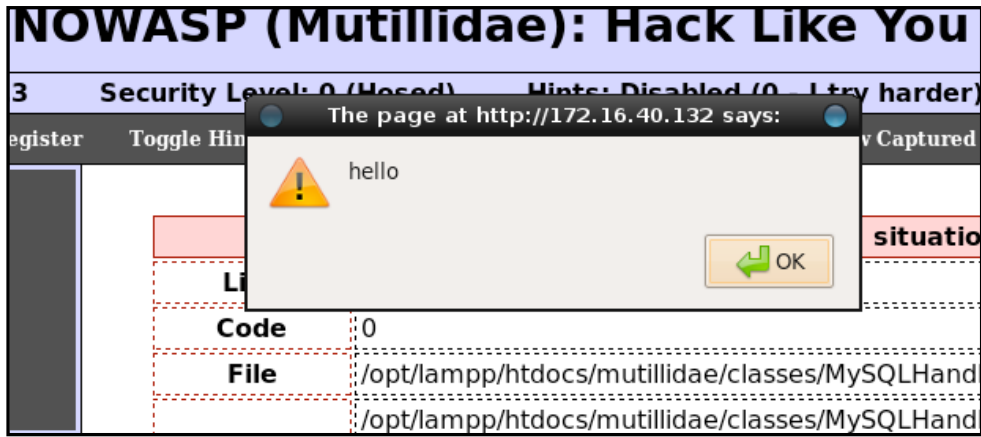 NOWASP (Mutillidae): Hack Like You
3 Security Level: 0 (Hosed) Hints: Disabled (0 - I try harder)
egister Toggle Hin w Captured
The page at http://172.16.40.132 says:
hello
OK
situatio
Li
Code 0
File /opt/lampp/htdocs/mutillidae/classes/MySQLHandl
/opt/lampp/htdocs/mutillidae/classes/MySQLHand